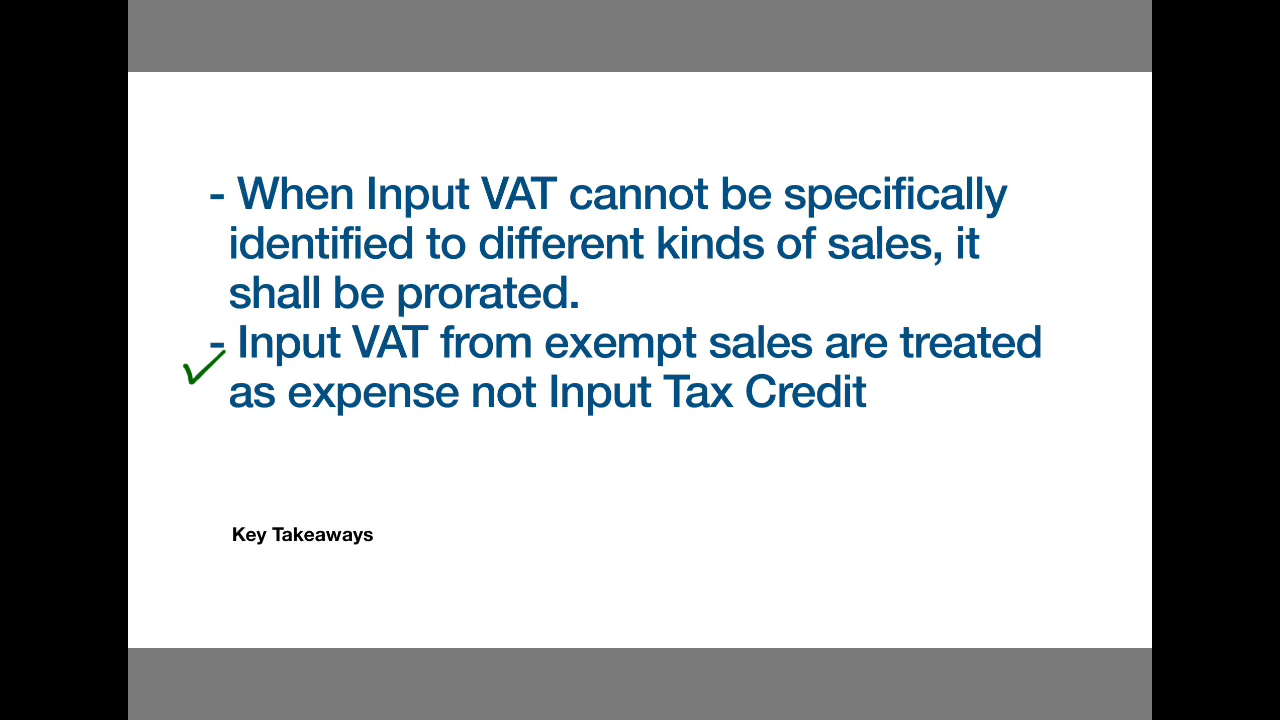 - When Input VAT cannot be specifically
identified to different kinds of sales, it
shall be prorated.
- Input VAT from exempt sales are treated
as expense not Input Tax Credit
Key Takeaways